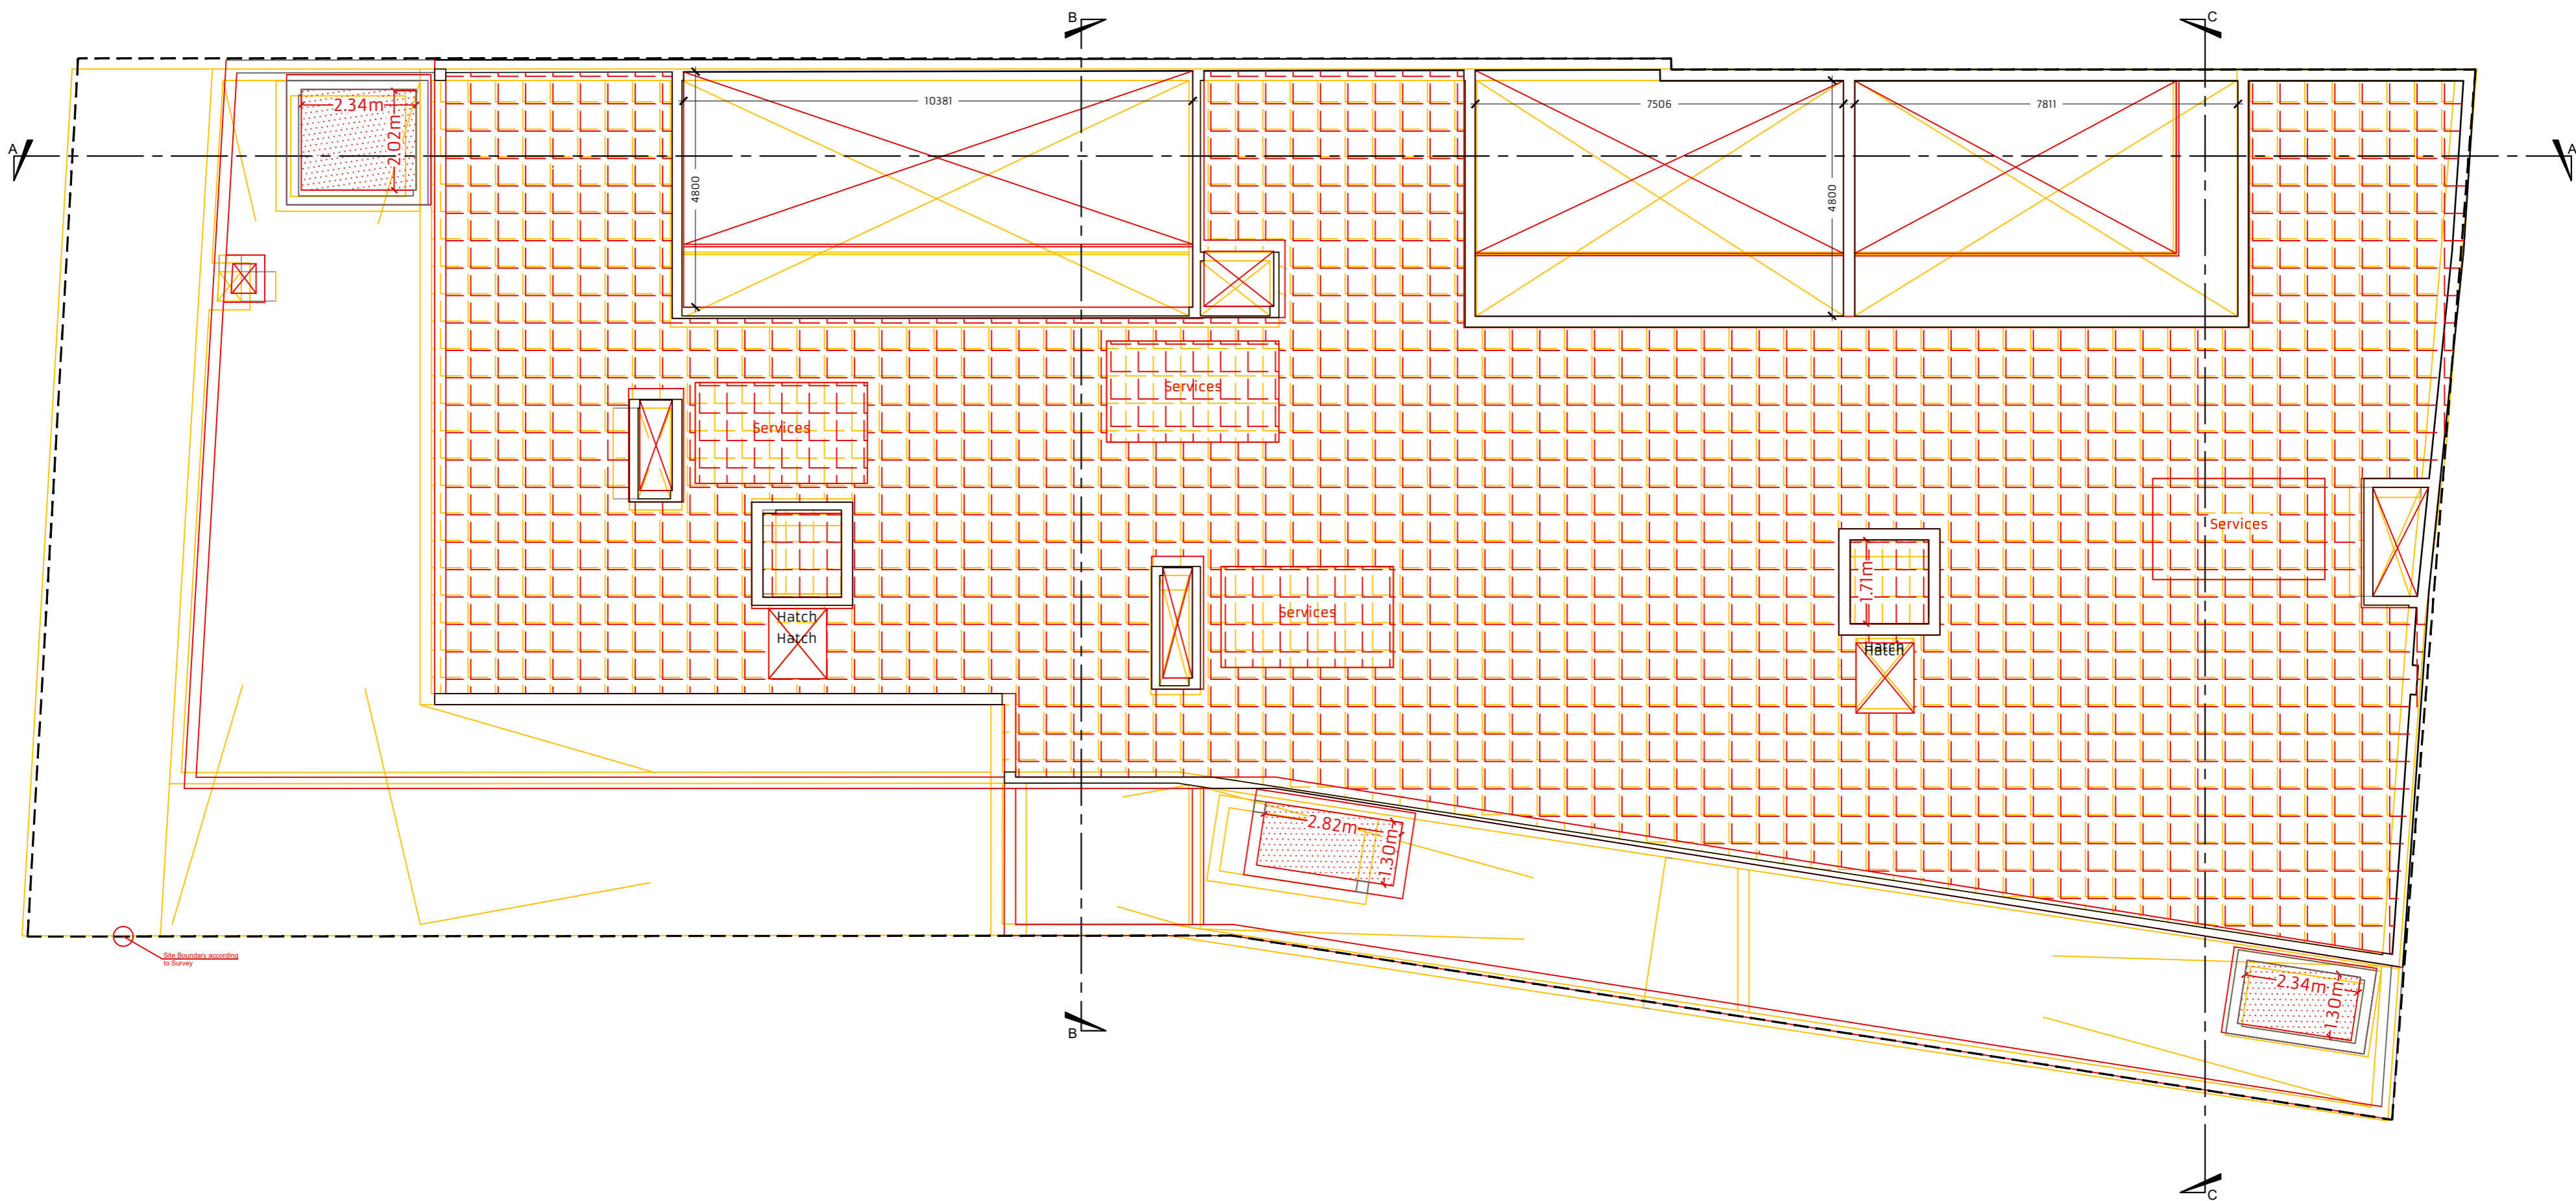 B
C
2.34m
2.02m
10381
7506
7811
A
A
4800
4800
Services
Services
Services
1.71m
Hatch
Hatch
Services
Hatch
Hatch
2.82m
1.30m
Site Boundary according
to Survey
2.34m
1.30m
B
C